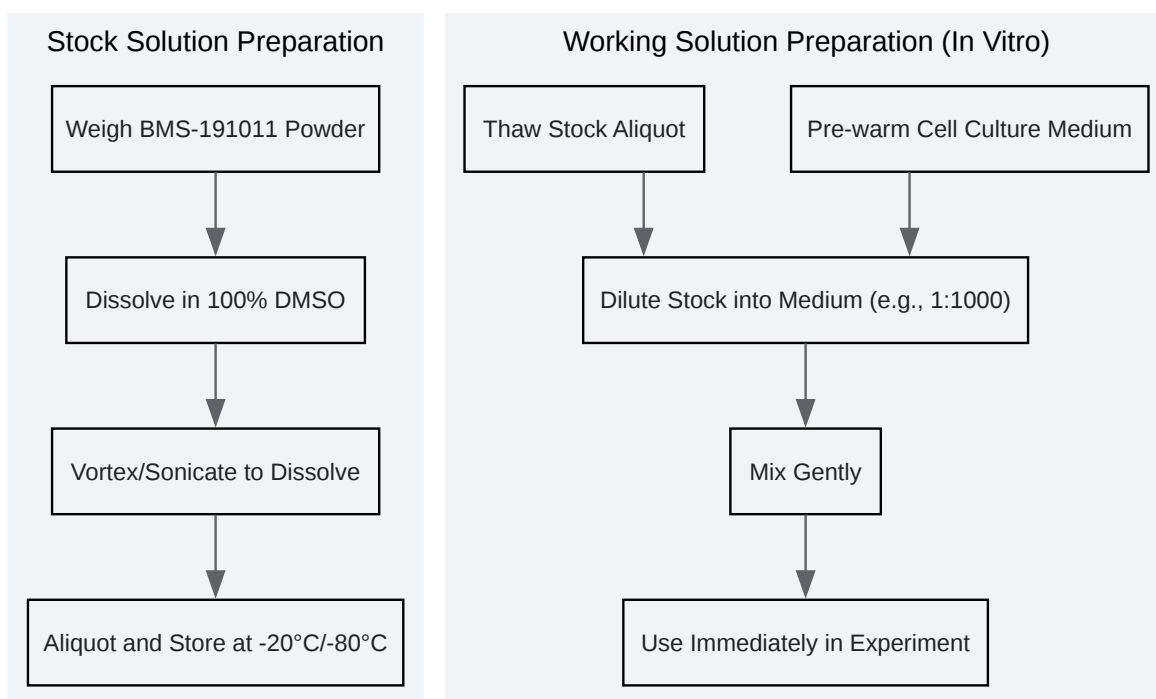 Stock Solution Preparation
Weigh BMS-191011 Powder
Dissolve in 100% DMSO
Vortex/Sonicate to Dissolve
Aliquot and Store at -20°C/-80°C
Working Solution Preparation (In Vitro)
Thaw Stock Aliquot
Pre-warm Cell Culture Medium
Dilute Stock into Medium (e.g., 1:1000)
Mix Gently
Use Immediately in Experiment